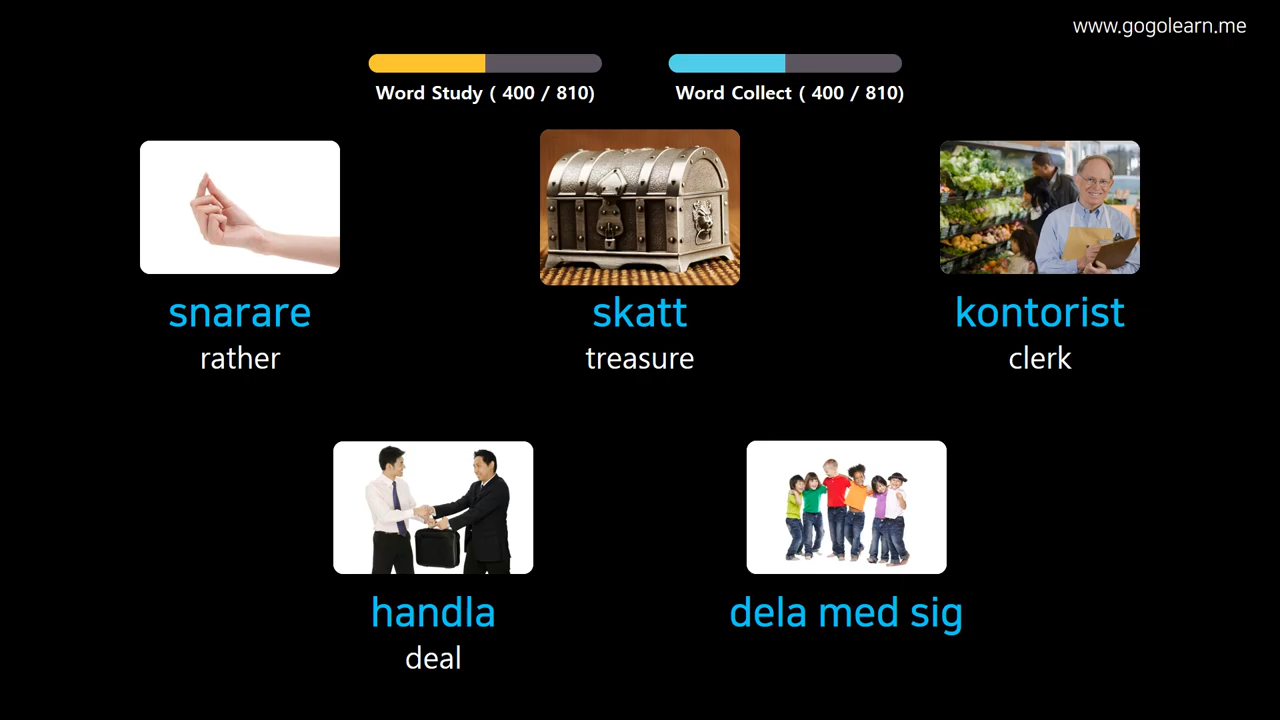 www.gogolearn.me
Word Study ( 400 / 810)
Word Collect ( 400 / 810)
snarare
rather
skatt
treasure
kontorist
clerk
handla
deal
dela med sig